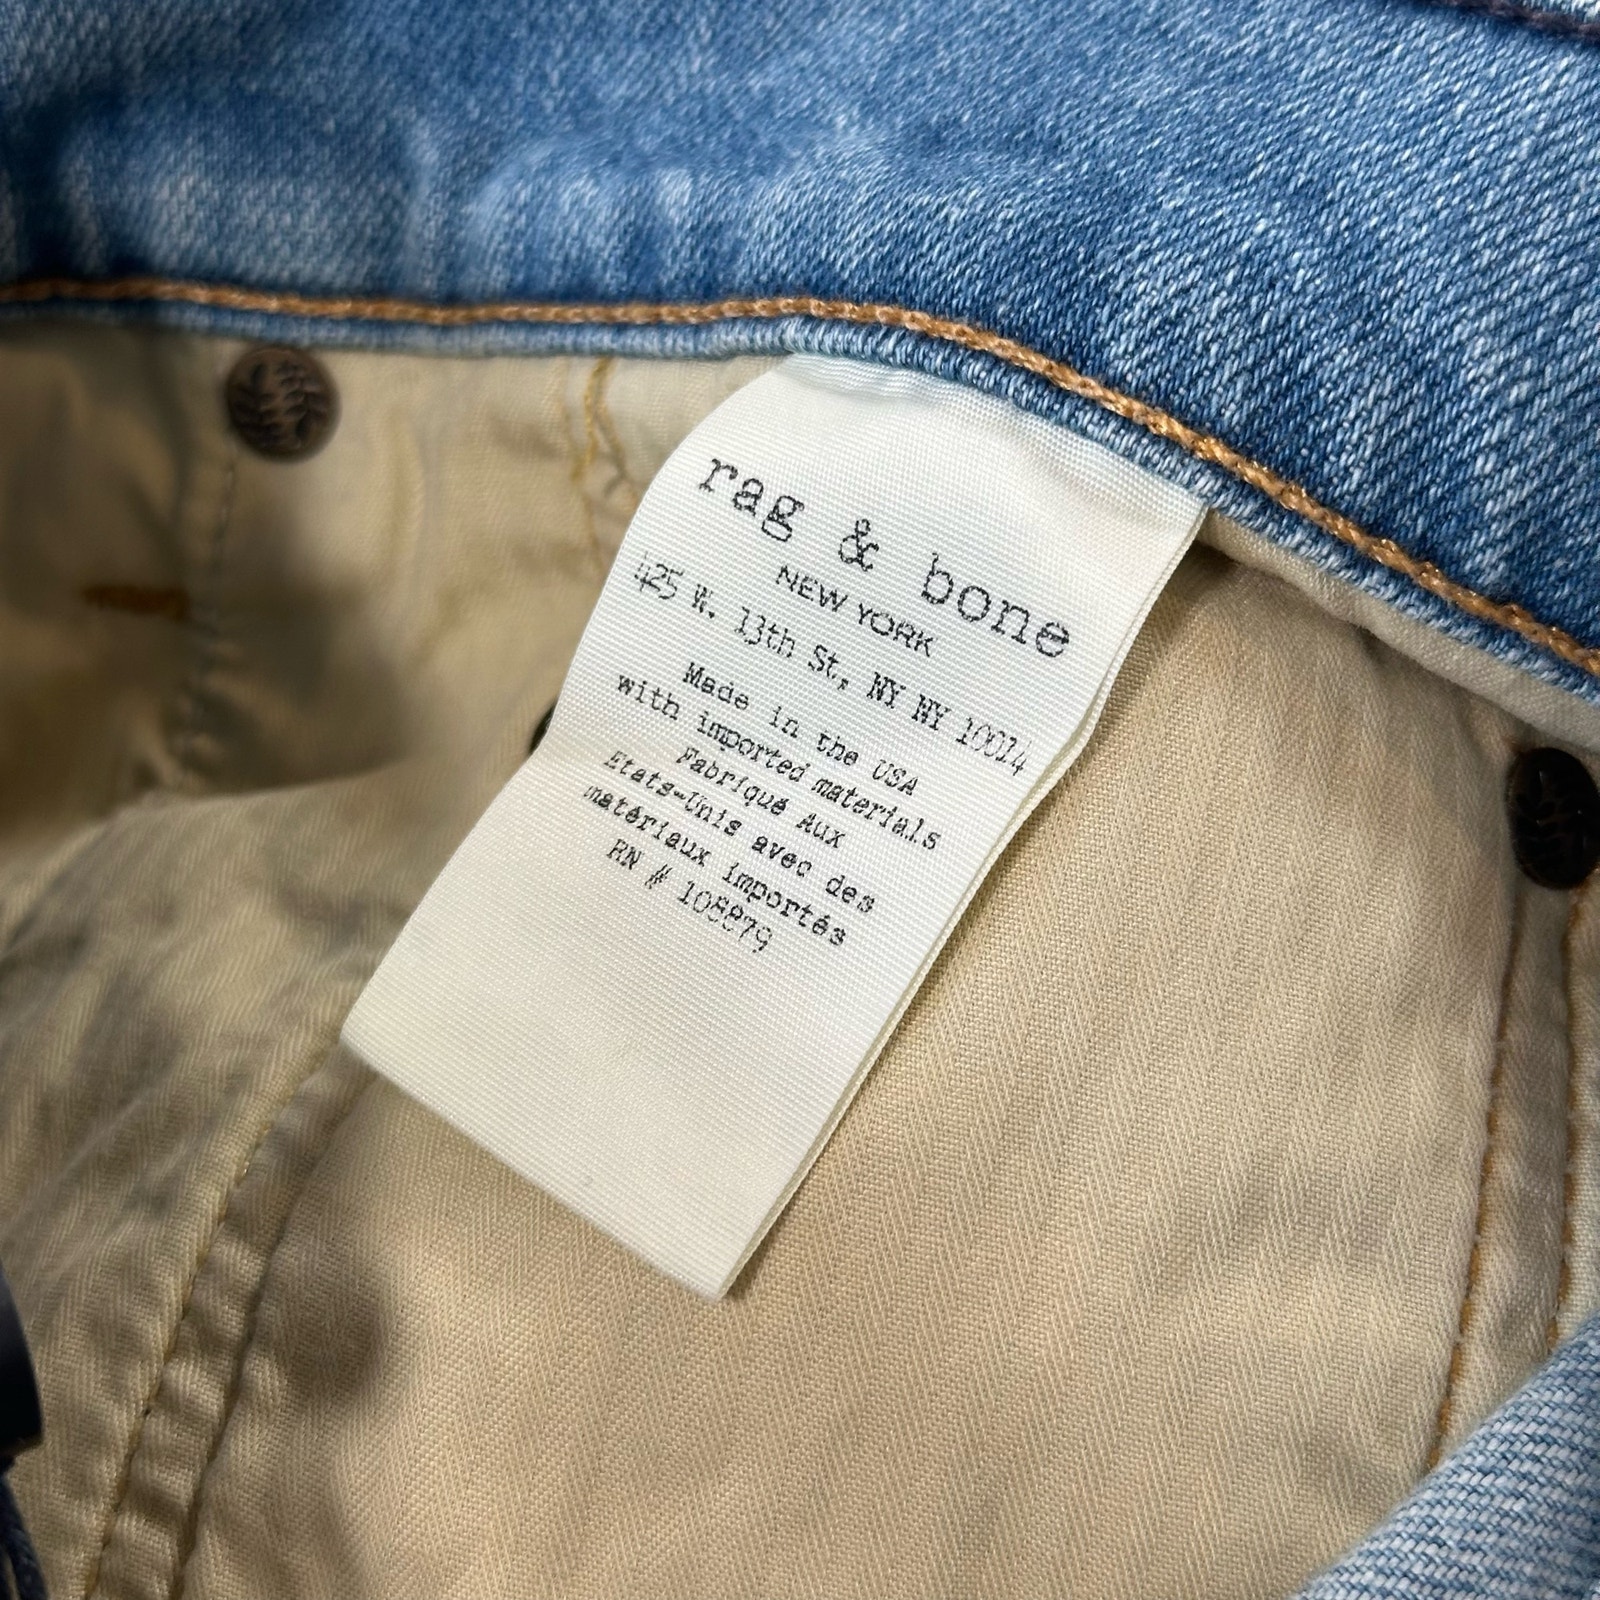 rag & bone
NEW YORK
425 W. 13th St, NY NY 10014
Made in the USA
with imported materials
Fabriqué Aux
Etats-Unis avec des
matériaux importés
RN # 108879